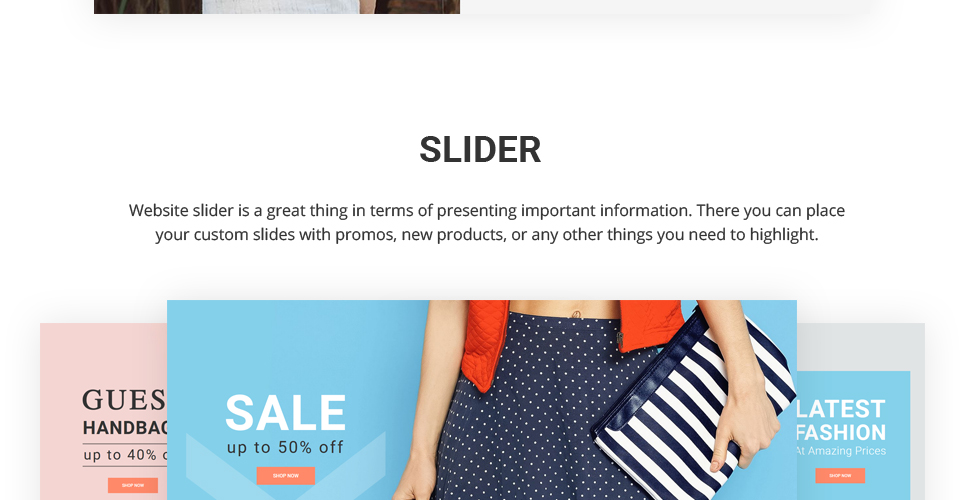 SLIDER
Website slider is a great thing in terms of presenting important information. There you can place
your custom slides with promos, new products, or any other things you need to highlight.
GUES
HANDBAG
up to 40%
SHOP NOW
SALE
up to 50% off
SHOP NOW
LATEST
FASHION
At Amazing Prices
SHOP NOW